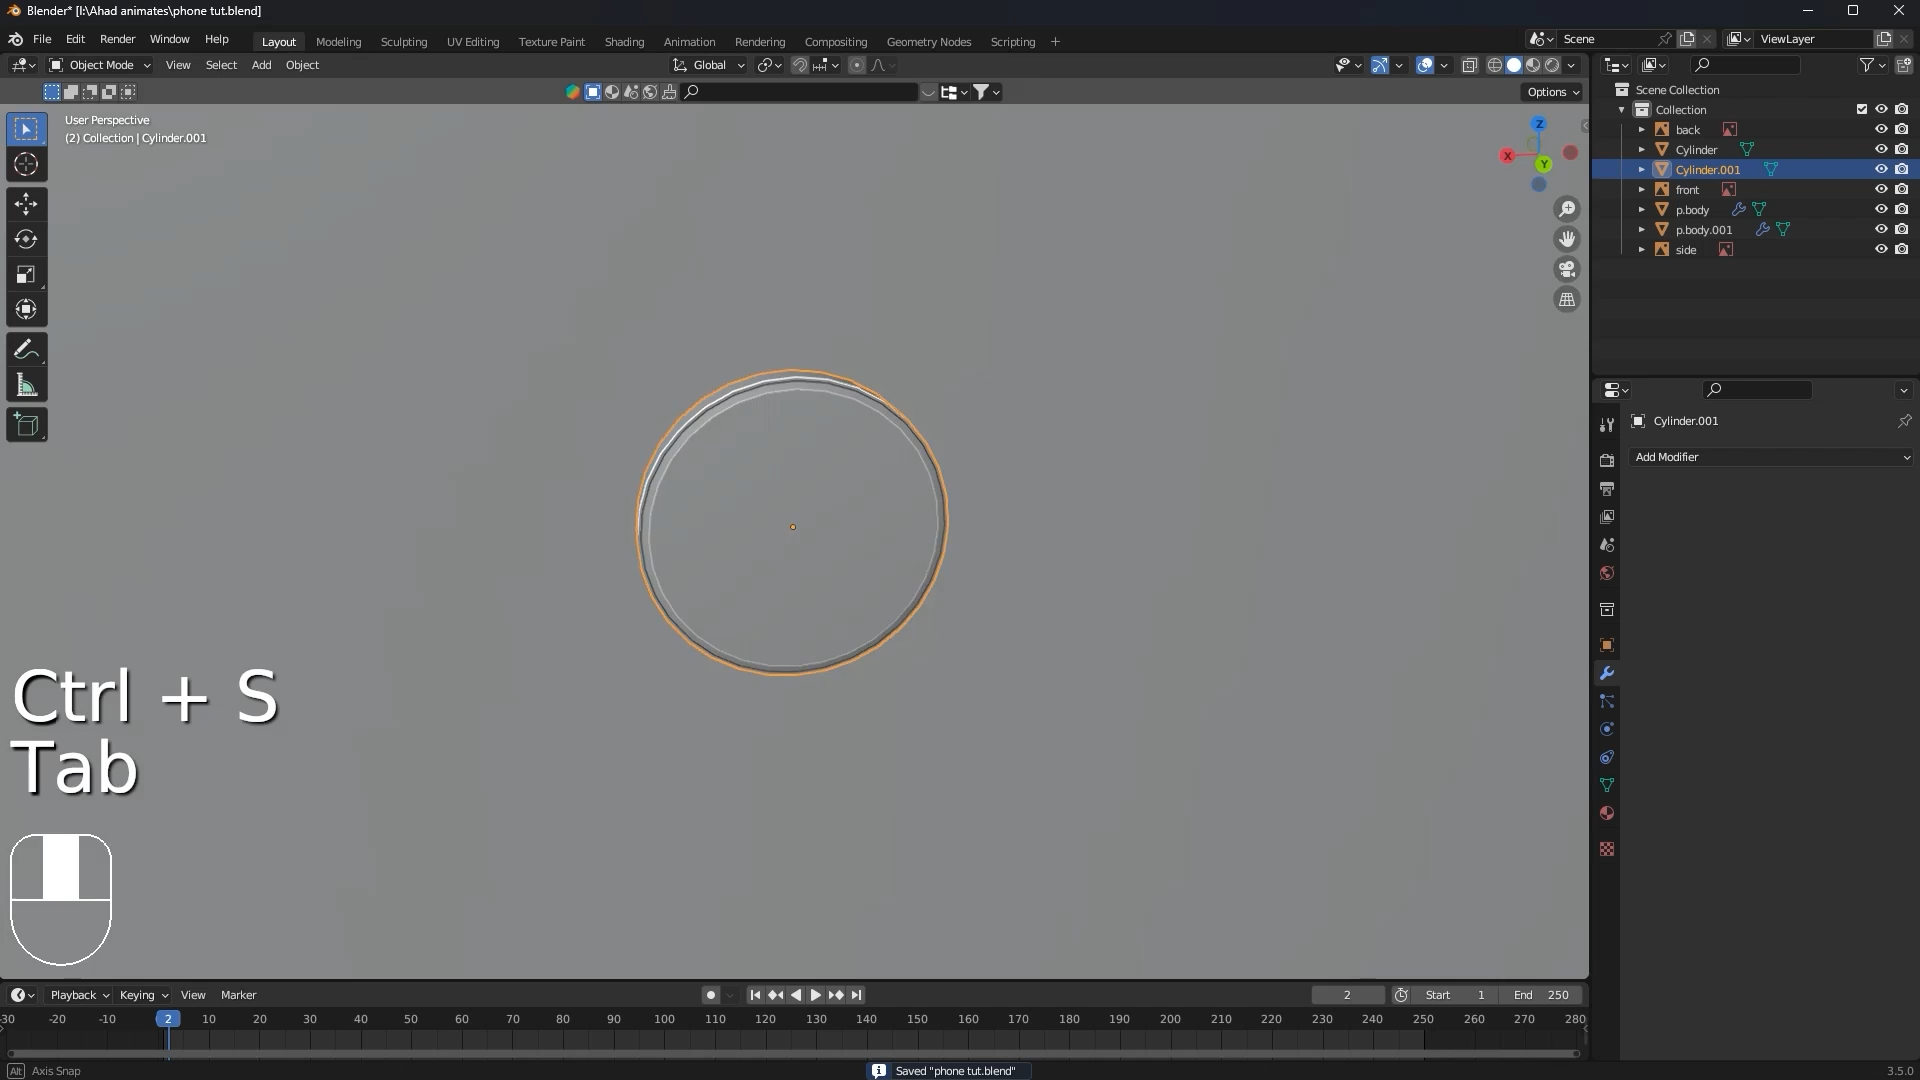 Blender* [I:\Ahad animates\phone tut.blend]
File Edit Render Window Help Layout Modeling Sculpting UV Editing Texture Paint Shading Animation Rendering Compositing Geometry Nodes Scripting + Scene ViewLayer
Object Mode View Select Add Object Global
Options
User Perspective
(2) Collection | Cylinder.001
Z
X
Y
Scene Collection
Collection
back
Cylinder
Cylinder.001
front
p.body
p.body.001
side
Cylinder.001
Add Modifier
Ctrl + S
Tab
Playback Keying View Marker 2 Start 1 End 250
-30 -20 -10 2 10 20 30 40 50 60 70 80 90 100 110 120 130 140 150 160 170 180 190 200 210 220 230 240 250 260 270 280
Alt Axis Snap Saved "phone tut.blend" 3.5.0